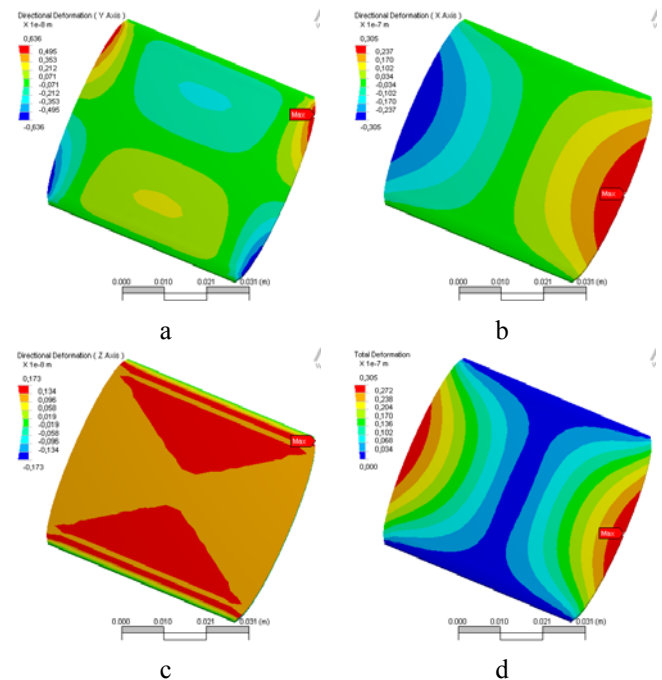 Directional Deformation ( Y Axis )
X 1e-8 m
0,636
0,495
0,353
0,212
0,071
-0,071
-0,212
-0,353
-0,495
-0,636
Max
0.000 0.010 0.021 0.031 (m)
a
Directional Deformation ( X Axis )
X 1e-7 m
0,305
0,237
0,170
0,102
0,034
-0,034
-0,102
-0,170
-0,237
-0,305
Max
0.000 0.010 0.021 0.031 (m)
b
Directional Deformation ( Z Axis )
X 1e-8 m
0,173
0,134
0,096
0,058
0,019
-0,019
-0,058
-0,095
-0,134
-0,173
Max
0.000 0.010 0.021 0.031 (m)
c
Total Deformation
X 1e-7 m
0,305
0,272
0,238
0,204
0,170
0,136
0,102
0,068
0,034
0,000
Max
0.000 0.010 0.021 0.031 (m)
d